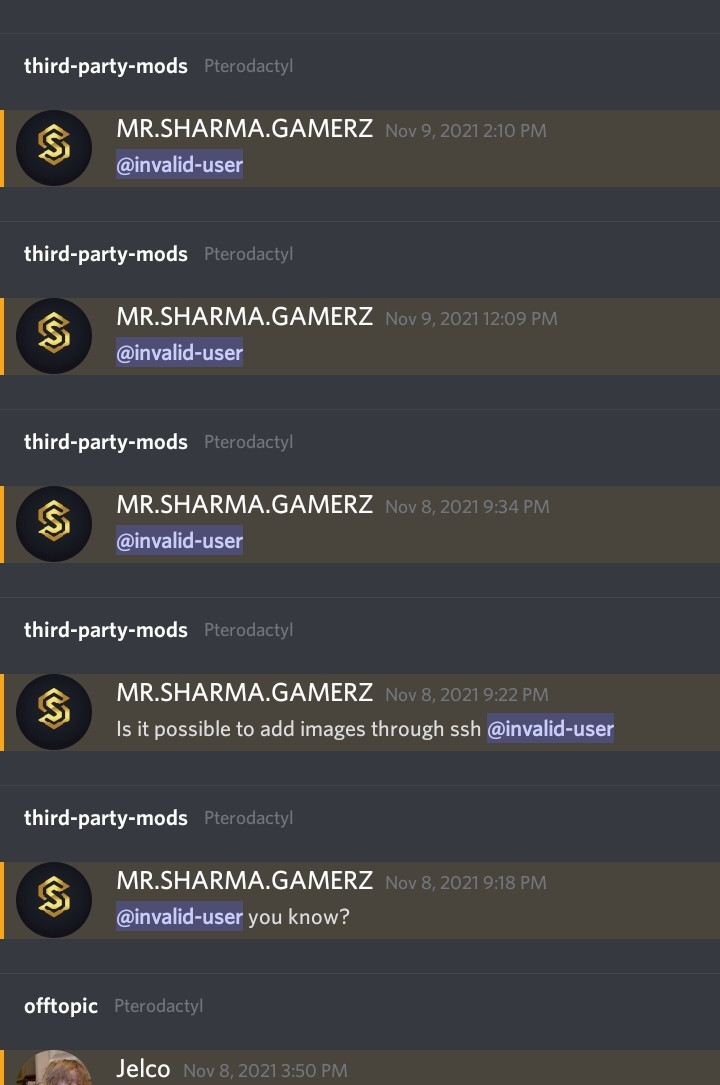 third-party-mods Pterodactyl
MR.SHARMA.GAMERZ Nov 9, 2021 2:10 PM
@invalid-user
third-party-mods Pterodactyl
MR.SHARMA.GAMERZ Nov 9, 2021 12:09 PM
@invalid-user
third-party-mods Pterodactyl
MR.SHARMA.GAMERZ Nov 8, 2021 9:34 PM
@invalid-user
third-party-mods Pterodactyl
MR.SHARMA.GAMERZ Nov 8, 2021 9:22 PM
Is it possible to add images through ssh @invalid-user
third-party-mods Pterodactyl
MR.SHARMA.GAMERZ Nov 8, 2021 9:18 PM
@invalid-user you know?
offtopic Pterodactyl
Jelco Nov 8, 2021 3:50 PM